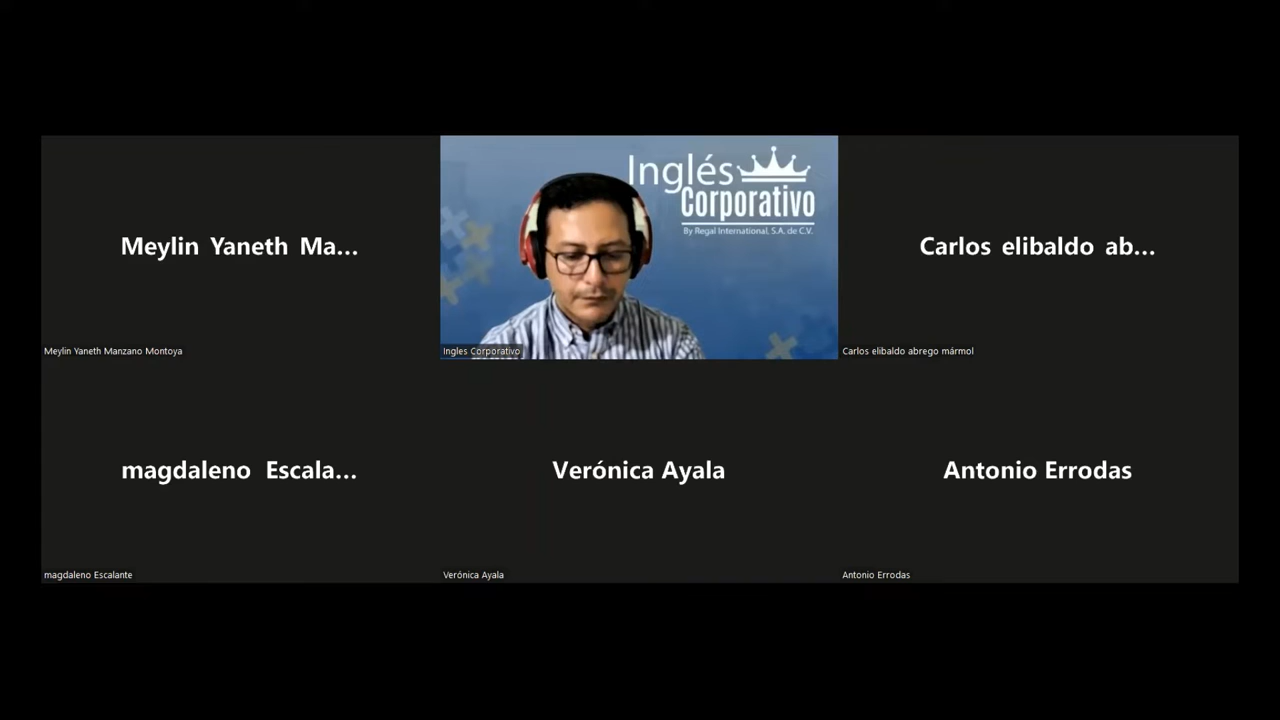 Meylin Yaneth Ma...
Meylin Yaneth Manzano Montoya
Inglés
Corporativo
By Regal International, S.A. de C.V.
Ingles Corporativo
Carlos elibaldo ab...
Carlos elibaldo abrego mármol
magdaleno Escala...
magdaleno Escalante
Verónica Ayala
Verónica Ayala
Antonio Errodas
Antonio Errodas